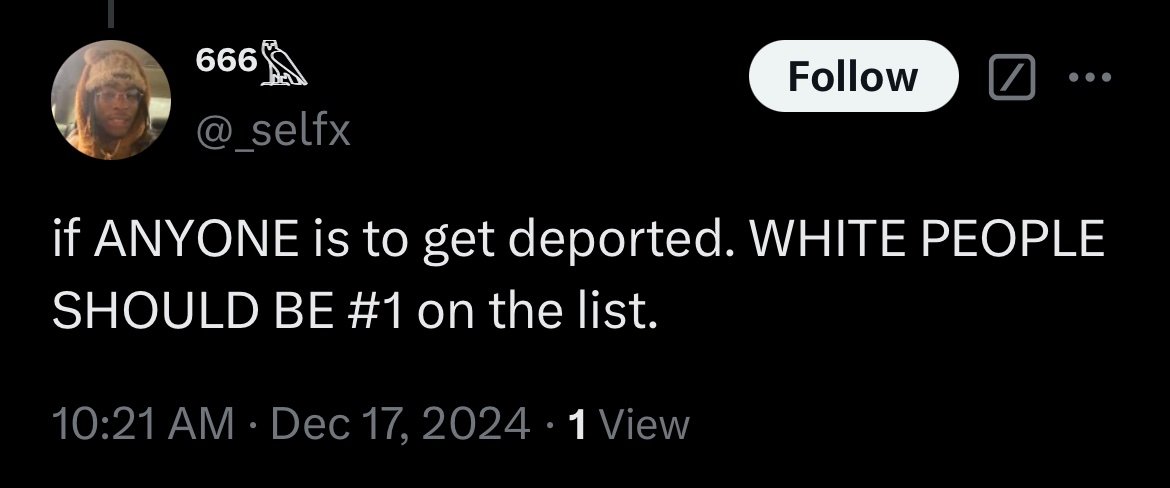 666𓅓
Follow
@_selfx
if ANYONE is to get deported. WHITE PEOPLE
SHOULD BE #1 on the list.
10:21 AM · Dec 17, 2024 · 1 View